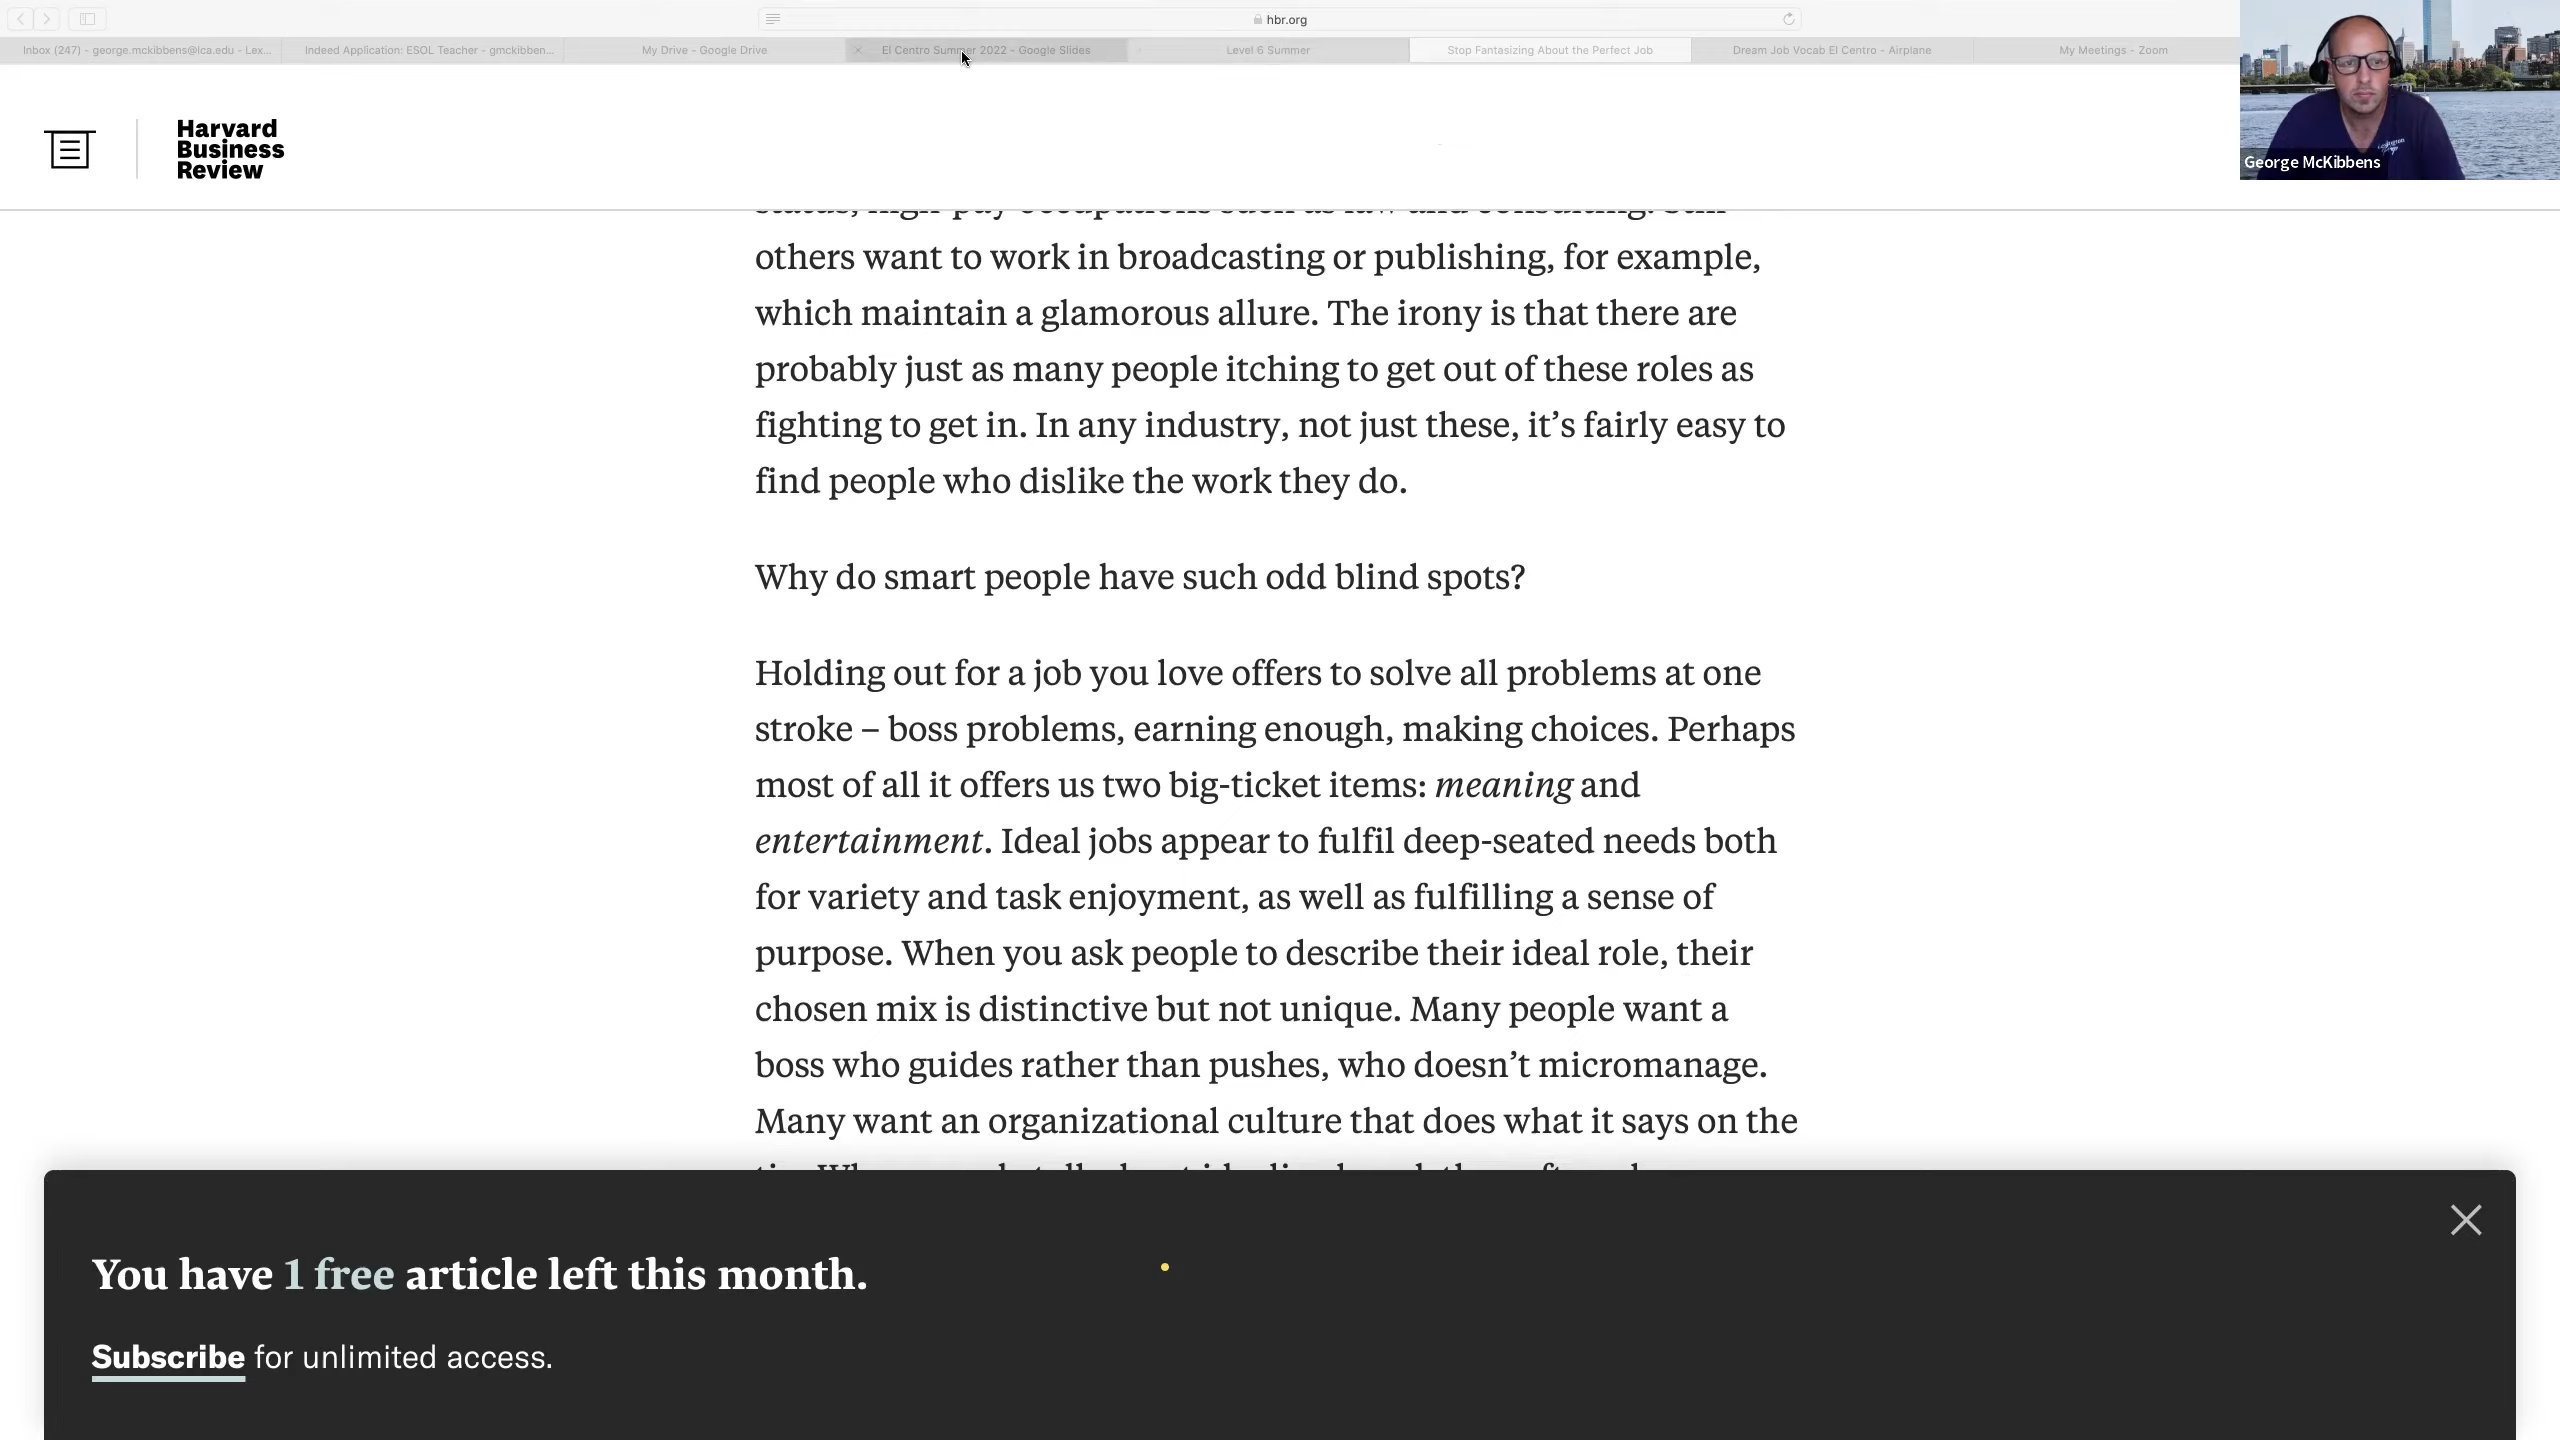 hbr.org
Inbox (247) - george.mckibbens@lca.edu - Lex...
Indeed Application: ESOL Teacher - gmckibben...
My Drive - Google Drive
El Centro Summer 2022 - Google Slides
Level 6 Summer
Stop Fantasizing About the Perfect Job
Dream Job Vocab El Centro - Airplane
My Meetings - Zoom
George McKibbens
Harvard
Business
Review
status, high-pay occupations such as law and consulting. Still
others want to work in broadcasting or publishing, for example,
which maintain a glamorous allure. The irony is that there are
probably just as many people itching to get out of these roles as
fighting to get in. In any industry, not just these, it’s fairly easy to
find people who dislike the work they do.
Why do smart people have such odd blind spots?
Holding out for a job you love offers to solve all problems at one
stroke – boss problems, earning enough, making choices. Perhaps
most of all it offers us two big-ticket items: meaning and
entertainment. Ideal jobs appear to fulfil deep-seated needs both
for variety and task enjoyment, as well as fulfilling a sense of
purpose. When you ask people to describe their ideal role, their
chosen mix is distinctive but not unique. Many people want a
boss who guides rather than pushes, who doesn’t micromanage.
Many want an organizational culture that does what it says on the
You have 1 free article left this month.
Subscribe for unlimited access.